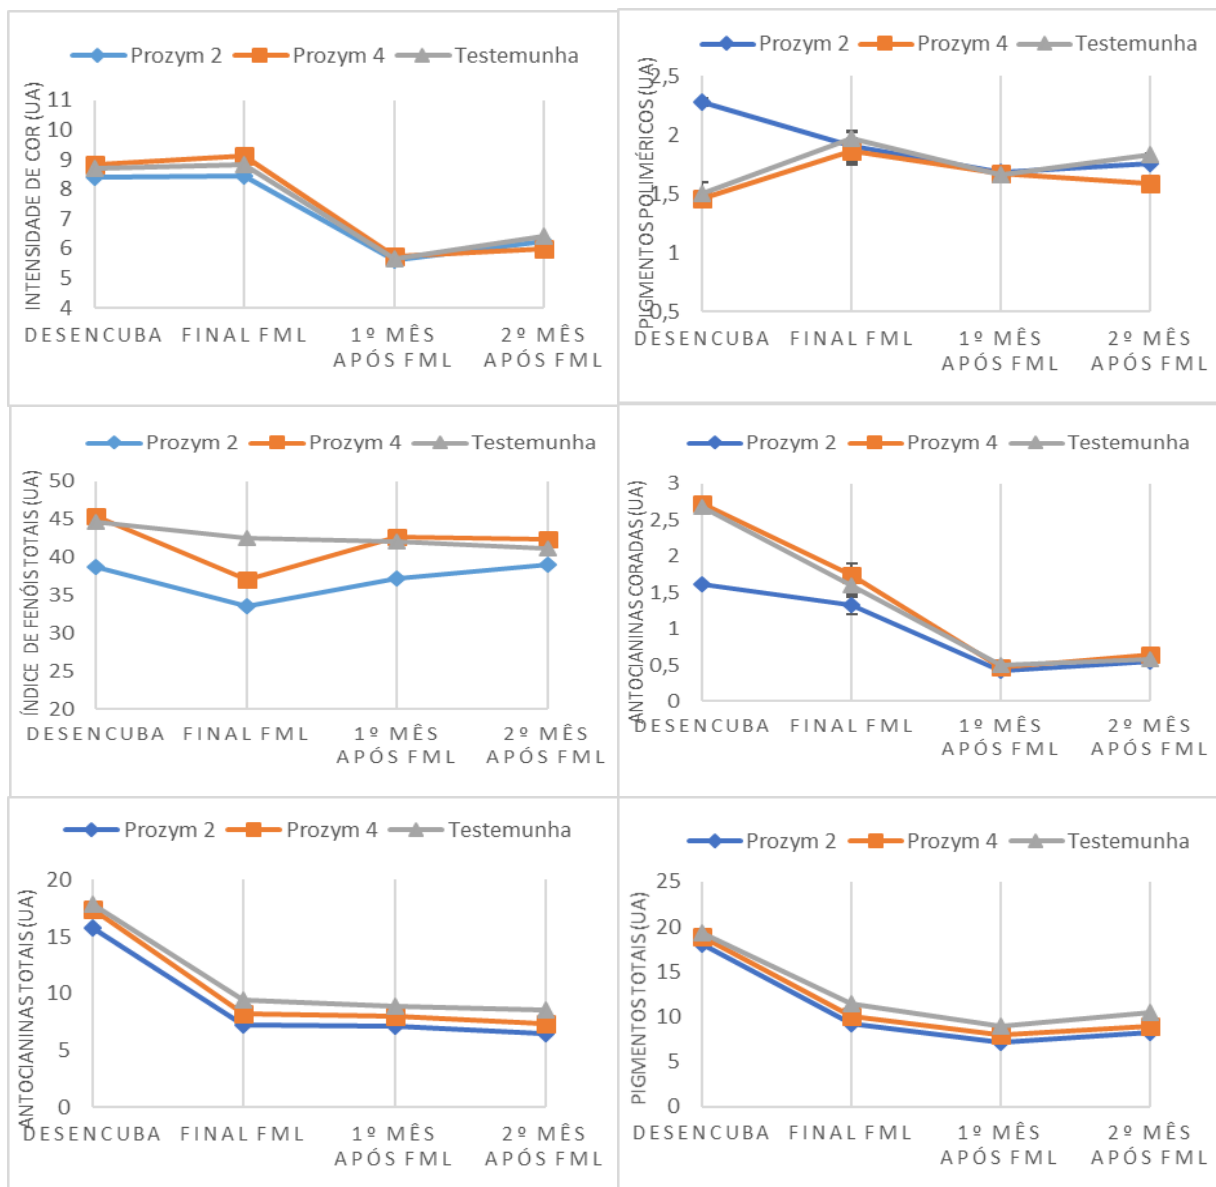 Prozym 2 Prozym 4 Testemunha
INTENSIDADE DE COR (UA)
11
10
9
8
7
6
5
4
DESENCUBA FINAL FML 1º MÊS 2º MÊS
APÓS FML APÓS FML
Prozym 2 Prozym 4 Testemunha
PIGMENTOS POLIMÉRICOS (UA)
2,5
2
1,5
1
0,5
DESENCUBA FINAL FML 1º MÊS 2º MÊS
APÓS FML APÓS FML
Prozym 2 Prozym 4 Testemunha
ÍNDICE DE FENÓIS TOTAIS (UA)
50
45
40
35
30
25
20
DESENCUBA FINAL FML 1º MÊS 2º MÊS
APÓS FML APÓS FML
Prozym 2 Prozym 4 Testemunha
ANTOCIANINAS CORADAS (UA)
3
2,5
2
1,5
1
0,5
0
DESENCUBA FINAL FML 1º MÊS 2º MÊS
APÓS FML APÓS FML
Prozym 2 Prozym 4 Testemunha
ANTOCIANINAS TOTAIS (UA)
20
15
10
5
0
DESENCUBA FINAL FML 1º MÊS 2º MÊS
APÓS FML APÓS FML
Prozym 2 Prozym 4 Testemunha
PIGMENTOS TOTAIS (UA)
25
20
15
10
5
0
DESENCUBA FINAL FML 1º MÊS 2º MÊS
APÓS FML APÓS FML